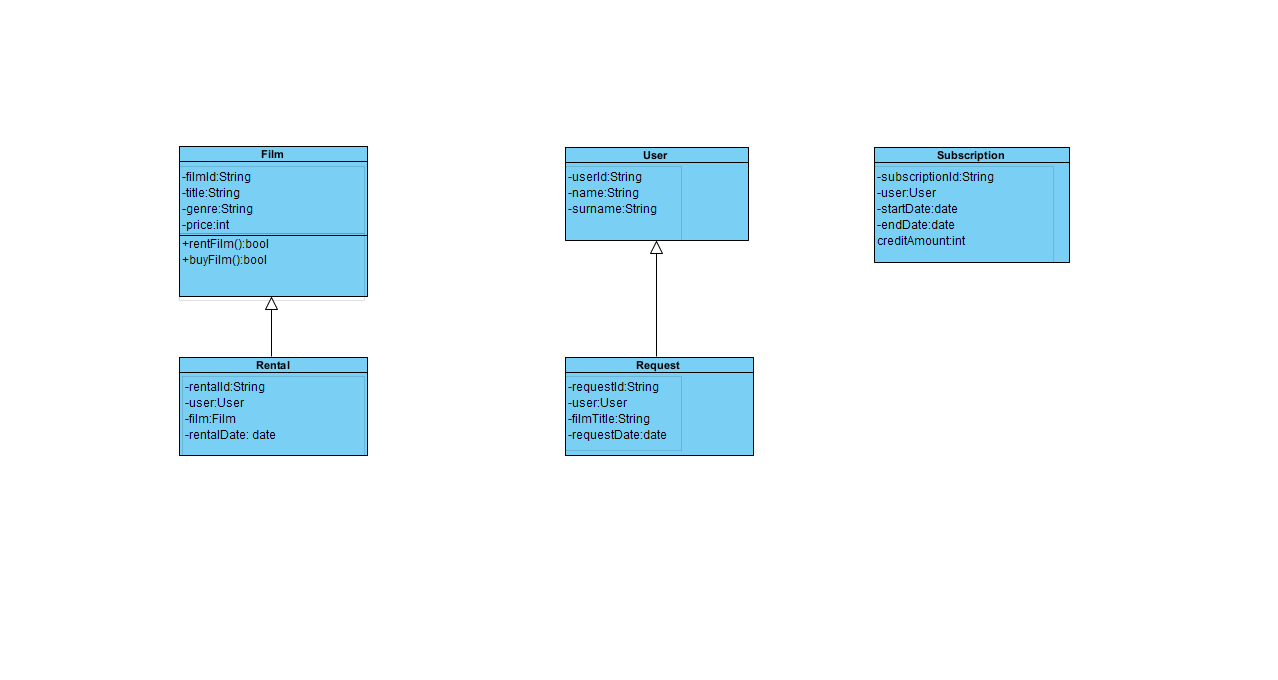 Film
-filmId:String
-title:String
-genre:String
-price:int
+rentFilm():bool
+buyFilm():bool
User
-userId:String
-name:String
-surname:String
Subscription
-subscriptionId:String
-user:User
-startDate:date
-endDate:date
creditAmount:int
Rental
-rentalId:String
-user:User
-film:Film
-rentalDate: date
Request
-requestId:String
-user:User
-filmTitle:String
-requestDate:date